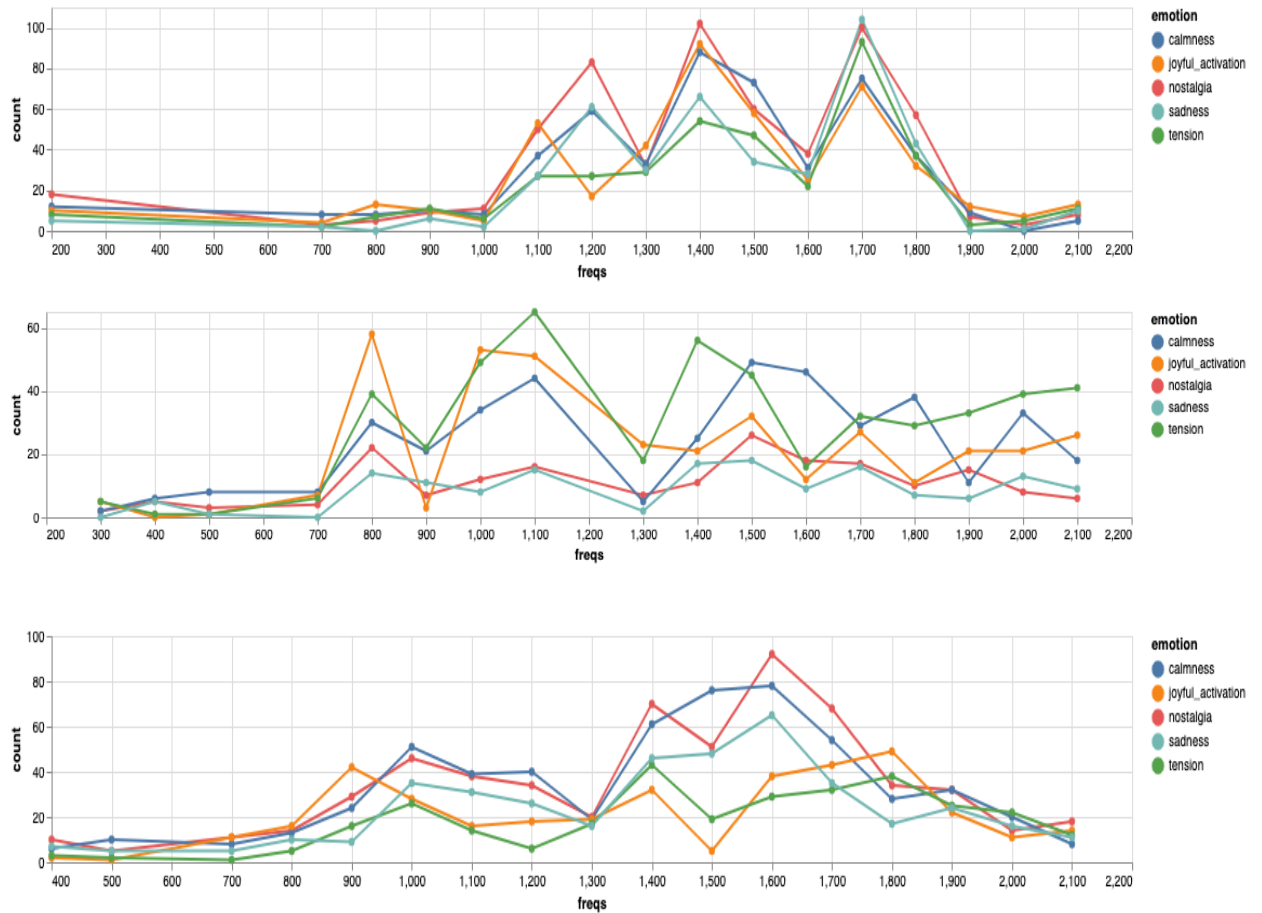 emotion
calmness
joyful_activation
nostalgia
sadness
tension
count
100
80
60
40
20
0
200 300 400 500 600 700 800 900 1,000 1,100 1,200 1,300 1,400 1,500 1,600 1,700 1,800 1,900 2,000 2,100 2,200
freqs
emotion
calmness
joyful_activation
nostalgia
sadness
tension
count
60
40
20
0
200 300 400 500 600 700 800 900 1,000 1,100 1,200 1,300 1,400 1,500 1,600 1,700 1,800 1,900 2,000 2,100 2,200
freqs
emotion
calmness
joyful_activation
nostalgia
sadness
tension
count
100
80
60
40
20
0
400 500 600 700 800 900 1,000 1,100 1,200 1,300 1,400 1,500 1,600 1,700 1,800 1,900 2,000 2,100 2,200
freqs